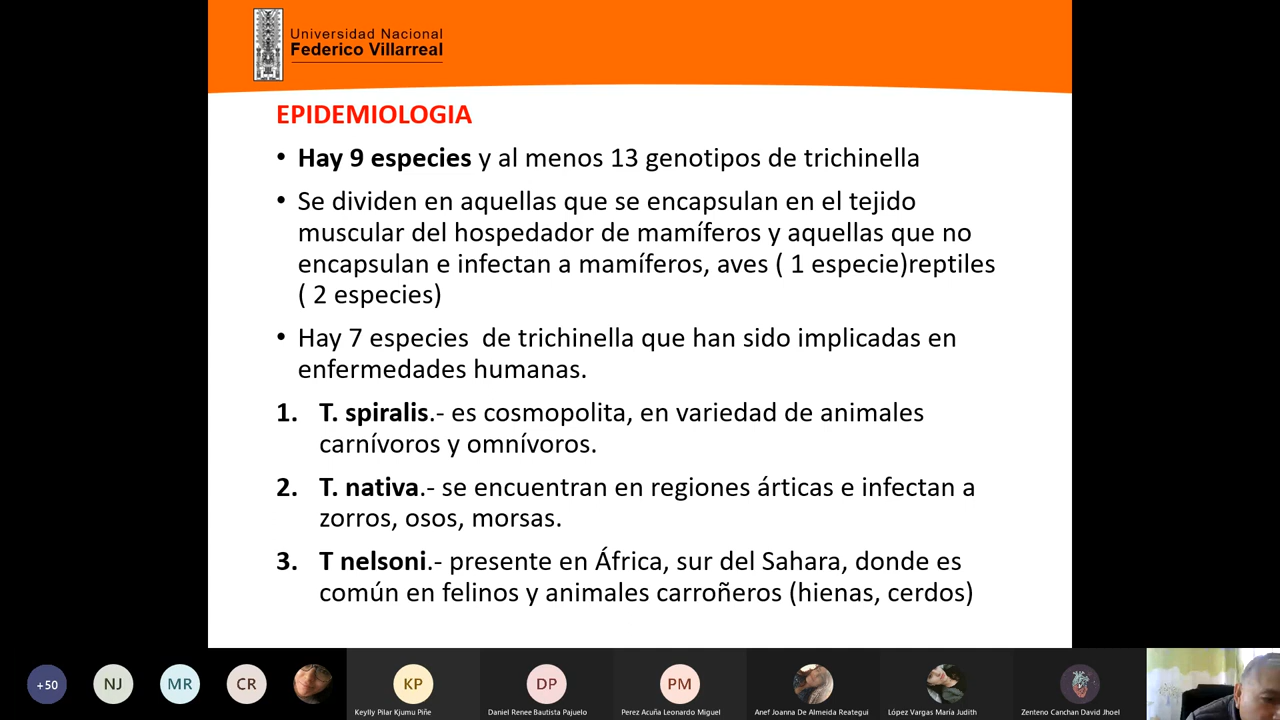 Universidad Nacional
Federico Villarreal
EPIDEMIOLOGIA
• Hay 9 especies y al menos 13 genotipos de trichinella
• Se dividen en aquellas que se encapsulan en el tejido
muscular del hospedador de mamíferos y aquellas que no
encapsulan e infectan a mamíferos, aves ( 1 especie)reptiles
( 2 especies)
• Hay 7 especies  de trichinella que han sido implicadas en
enfermedades humanas.
1. T. spiralis.- es cosmopolita, en variedad de animales
carnívoros y omnívoros.
2. T. nativa.- se encuentran en regiones árticas e infectan a
zorros, osos, morsas.
3. T nelsoni.- presente en África, sur del Sahara, donde es
común en felinos y animales carroñeros (hienas, cerdos)
+50 NJ MR CR KP DP PM
Keylly Pilar Kjumu Piñe Daniel Renee Bautista Pajuelo Perez Acuña Leonardo Miguel Anef Joanna De Almeida Reategui López Vargas María Judith Zenteno Canchan David Jhoel